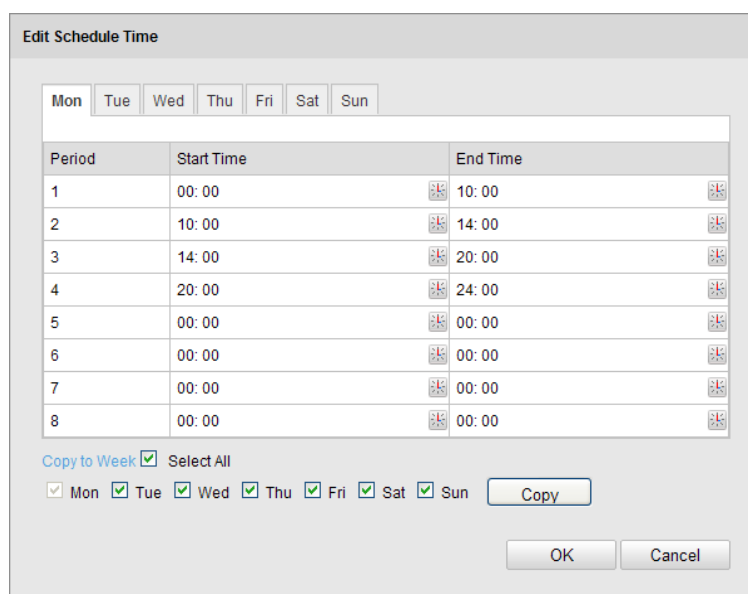 Edit Schedule Time
Mon Tue Wed Thu Fri Sat Sun
Period Start Time End Time
1 00: 00 10: 00
2 10: 00 14: 00
3 14: 00 20: 00
4 20: 00 24: 00
5 00: 00 00: 00
6 00: 00 00: 00
7 00: 00 00: 00
8 00: 00 00: 00
Copy to Week Select All
Mon Tue Wed Thu Fri Sat Sun Copy
OK Cancel